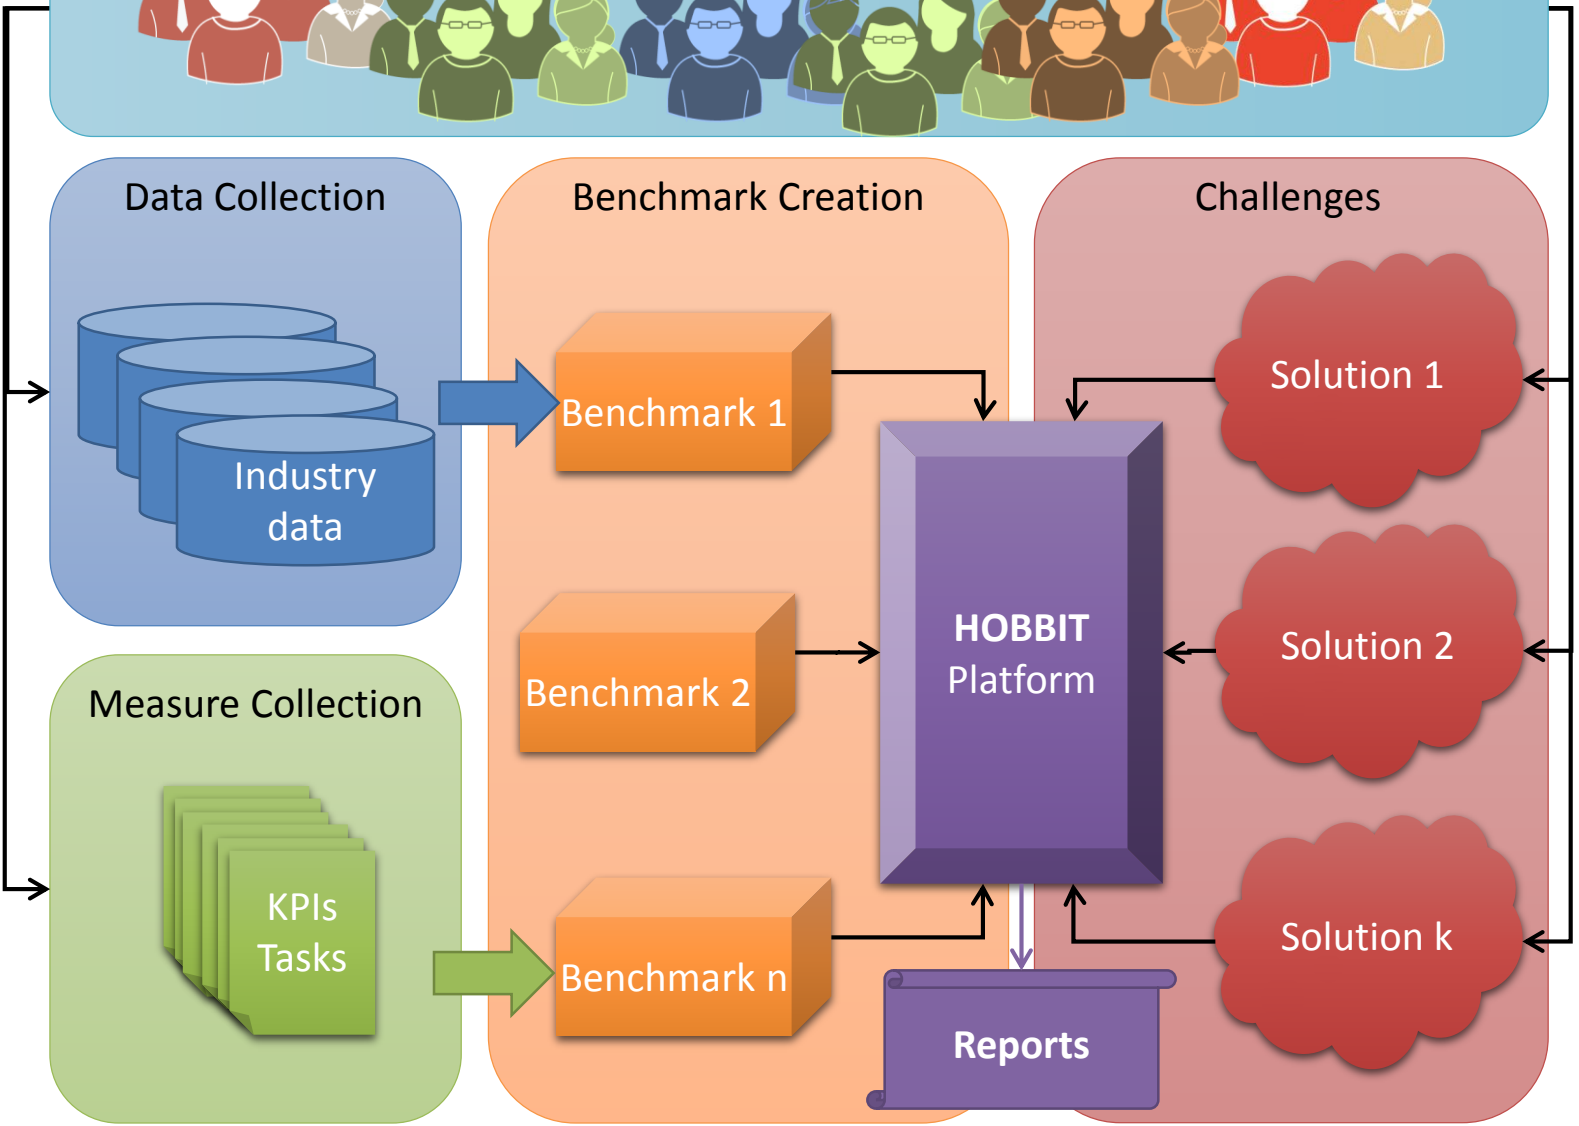 Data Collection
Industry
data
Measure Collection
KPIs
Tasks
Benchmark Creation
Benchmark 1
Benchmark 2
Benchmark n
HOBBIT
Platform
Reports
Challenges
Solution 1
Solution 2
Solution k